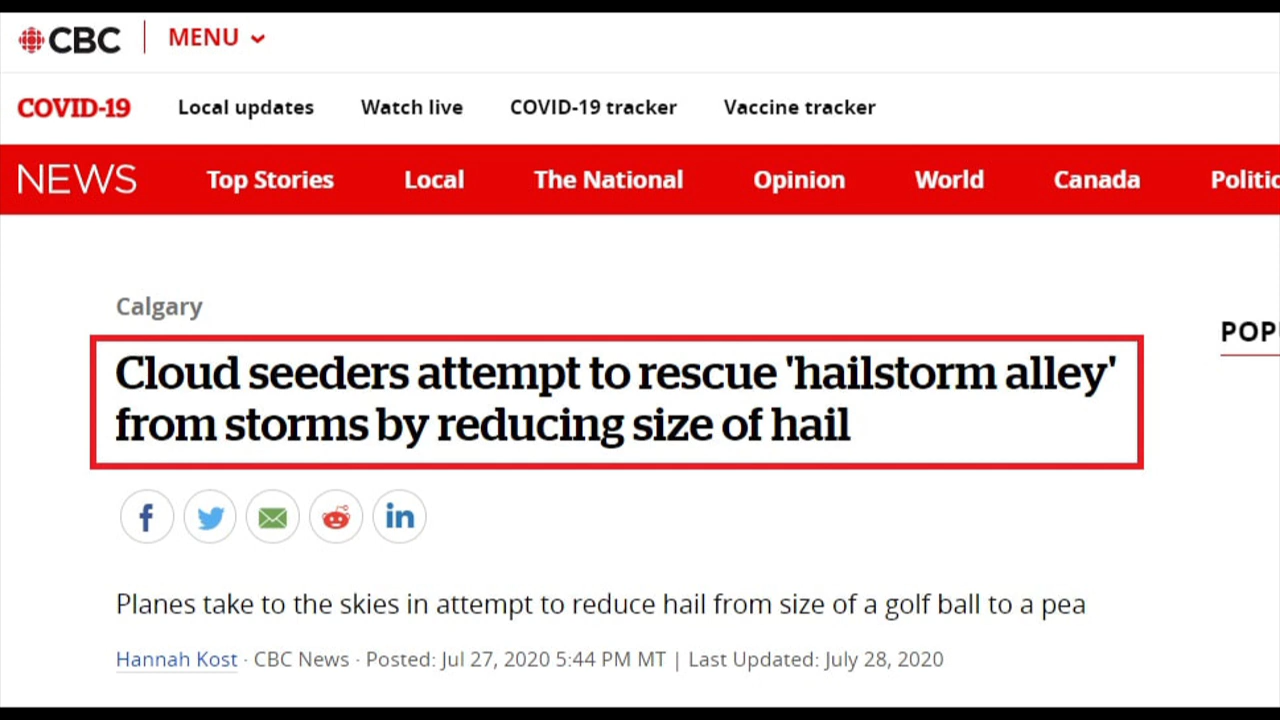 CBC MENU
COVID-19 Local updates Watch live COVID-19 tracker Vaccine tracker
NEWS Top Stories Local The National Opinion World Canada Politic
Calgary
POP
Cloud seeders attempt to rescue 'hailstorm alley'
from storms by reducing size of hail
f in
Planes take to the skies in attempt to reduce hail from size of a golf ball to a pea
Hannah Kost · CBC News · Posted: Jul 27, 2020 5:44 PM MT | Last Updated: July 28, 2020